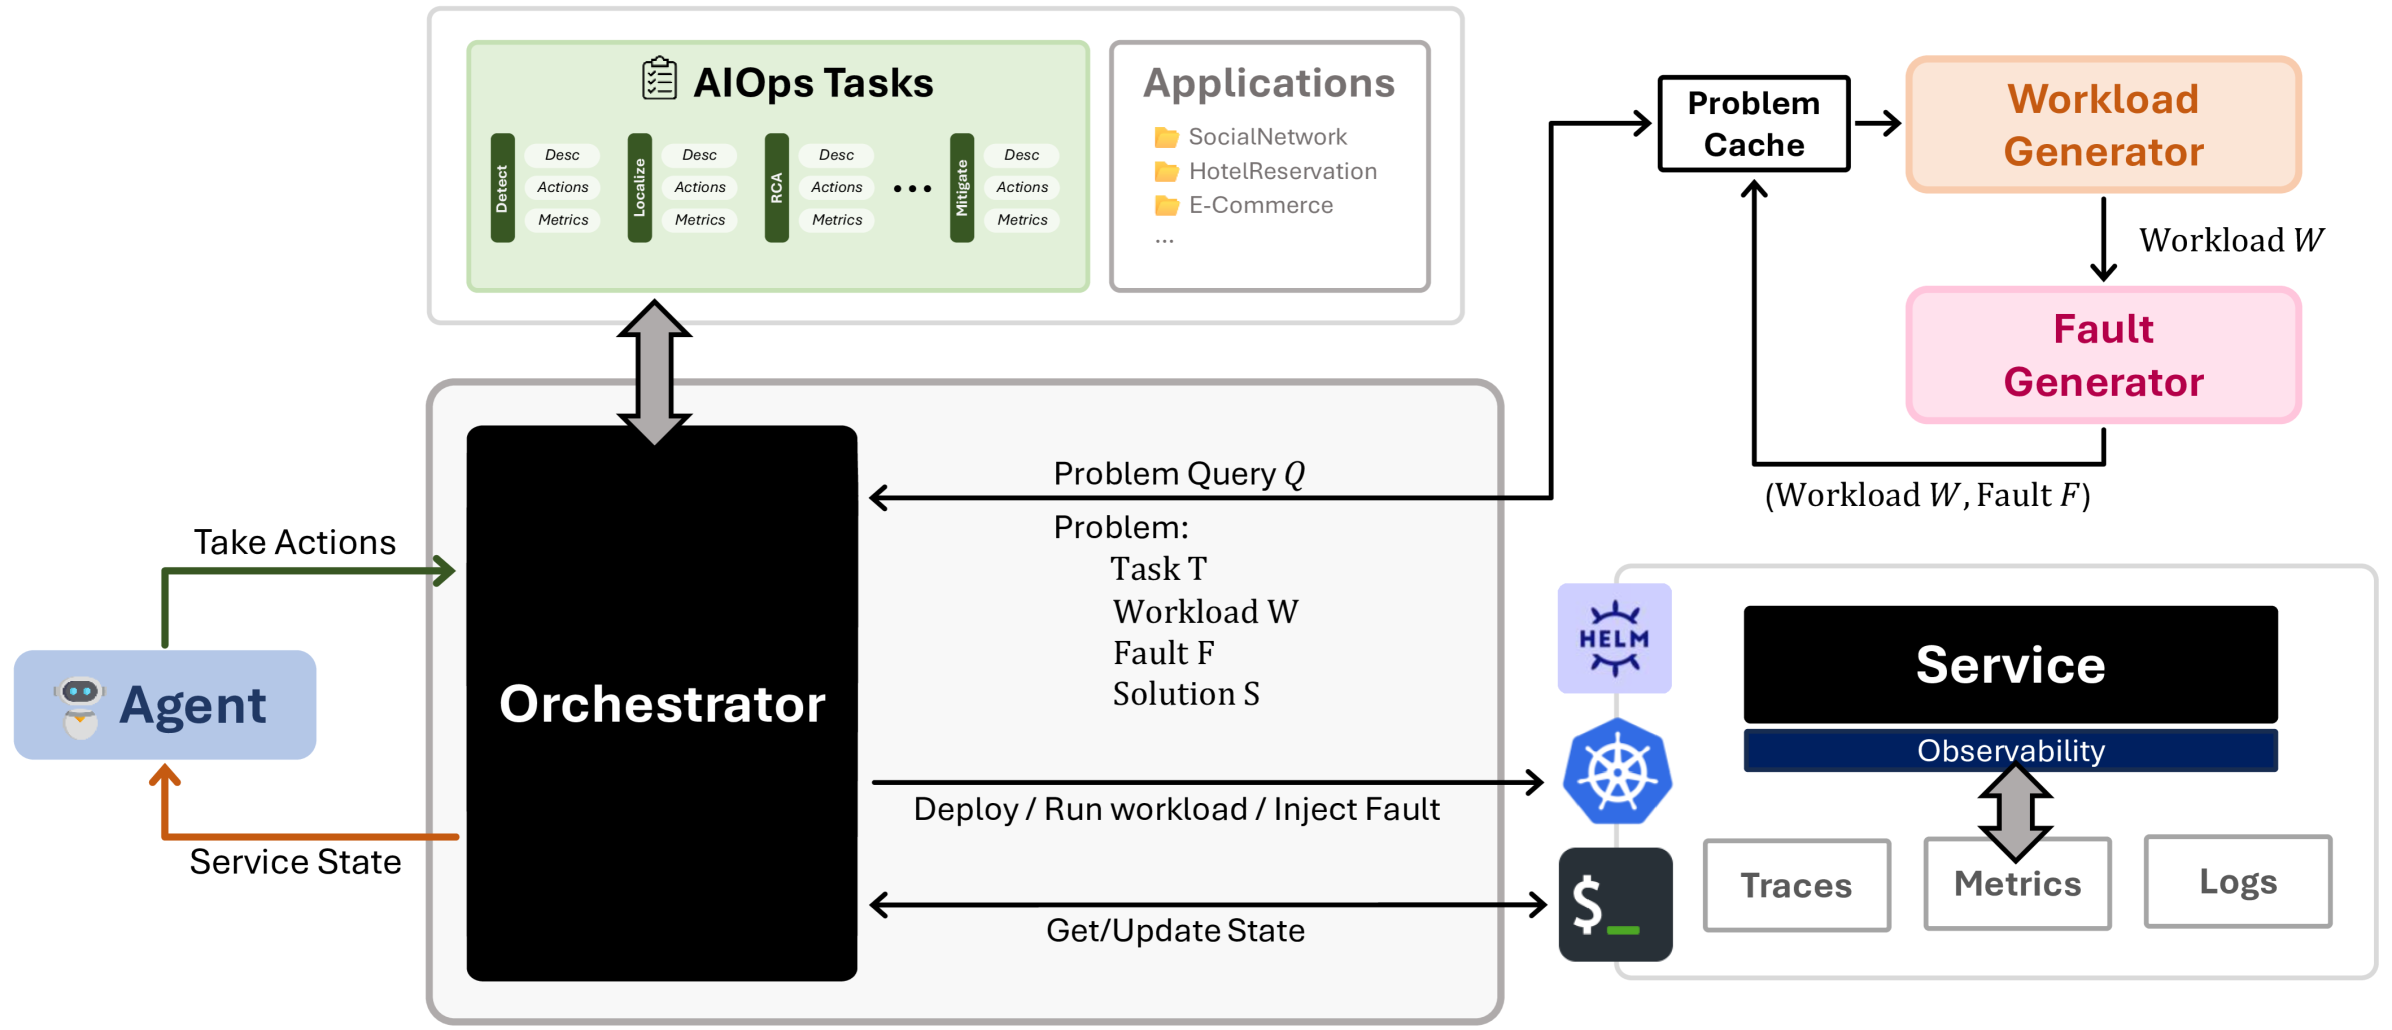 AIOps Tasks
Detect
Desc
Actions
Metrics
Localize
Desc
Actions
Metrics
RCA
Desc
Actions
Metrics
...
Mitigate
Desc
Actions
Metrics
Applications
SocialNetwork
HotelReservation
E-Commerce
...
Problem
Cache
Workload
Generator
Workload W
Fault
Generator
(Workload W, Fault F)
Take Actions
Agent
Service State
Orchestrator
Problem Query Q
Problem:
Task T
Workload W
Fault F
Solution S
Deploy / Run workload / Inject Fault
Get/Update State
HELM
$_
Service
Observability
Traces
Metrics
Logs